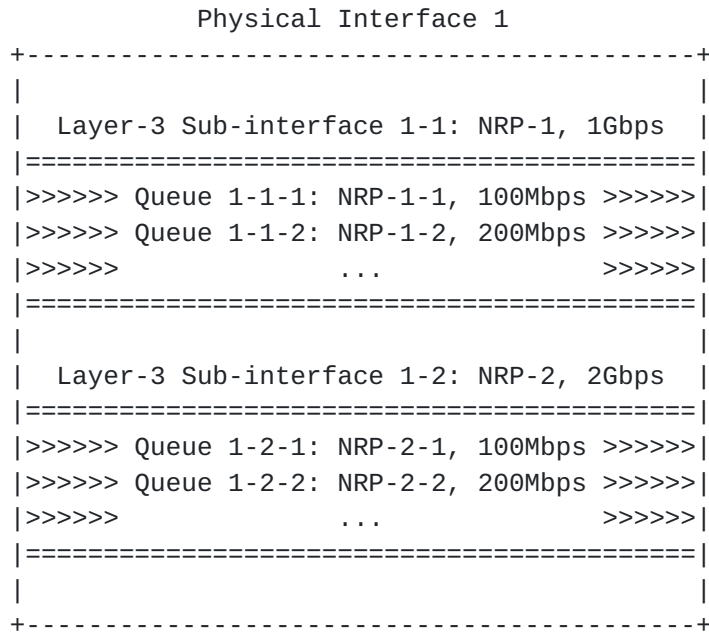 Physical Interface 1
+-------------------------------------------+
|                                           |
|  Layer-3 Sub-interface 1-1: NRP-1, 1Gbps  |
|===========================================|
|>>>>>> Queue 1-1-1: NRP-1-1, 100Mbps >>>>>>|
|>>>>>> Queue 1-1-2: NRP-1-2, 200Mbps >>>>>>|
|>>>>>>             ...               >>>>>>|
|===========================================|
|                                           |
|  Layer-3 Sub-interface 1-2: NRP-2, 2Gbps  |
|===========================================|
|>>>>>> Queue 1-2-1: NRP-2-1, 100Mbps >>>>>>|
|>>>>>> Queue 1-2-2: NRP-2-2, 200Mbps >>>>>>|
|>>>>>>             ...               >>>>>>|
|===========================================|
|                                           |
+-------------------------------------------+